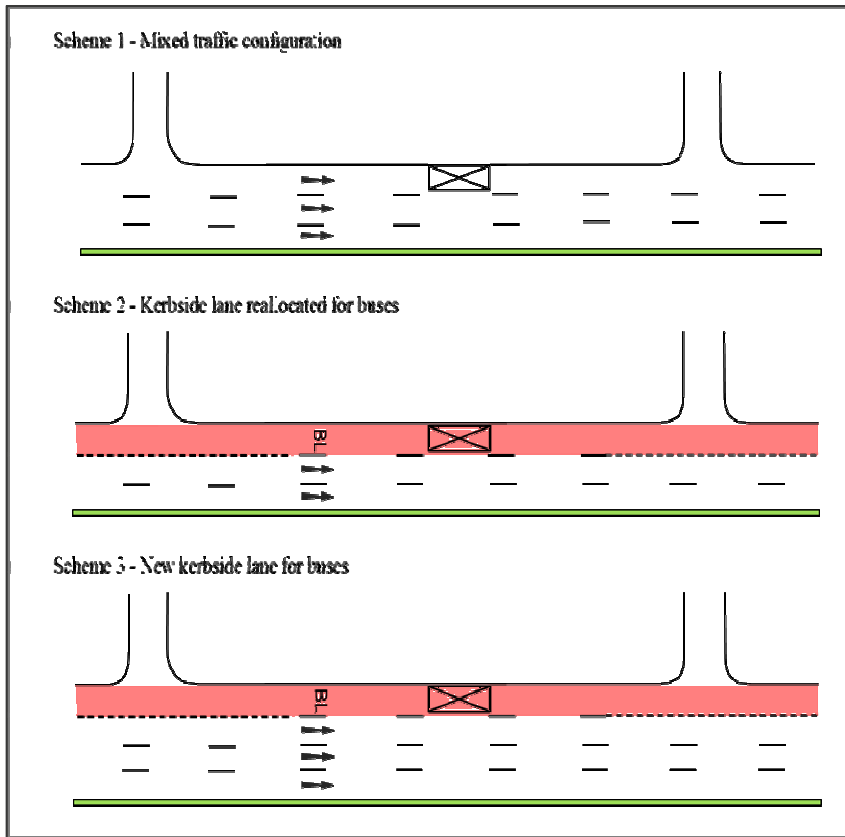 Scheme 1 - Mixed traffic configuration
Scheme 2 - Kerbside lane reallocated for buses
BL
Scheme 3 - New kerbside lane for buses
BL